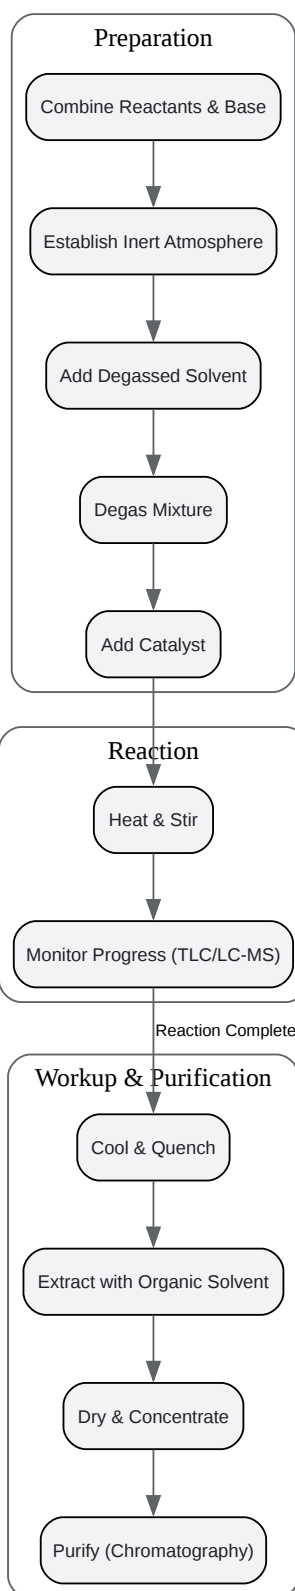 Preparation
Combine Reactants & Base
Establish Inert Atmosphere
Add Degassed Solvent
Degas Mixture
Add Catalyst
Reaction
Heat & Stir
Monitor Progress (TLC/LC-MS)
Reaction Complete
Workup & Purification
Cool & Quench
Extract with Organic Solvent
Dry & Concentrate
Purify (Chromatography)